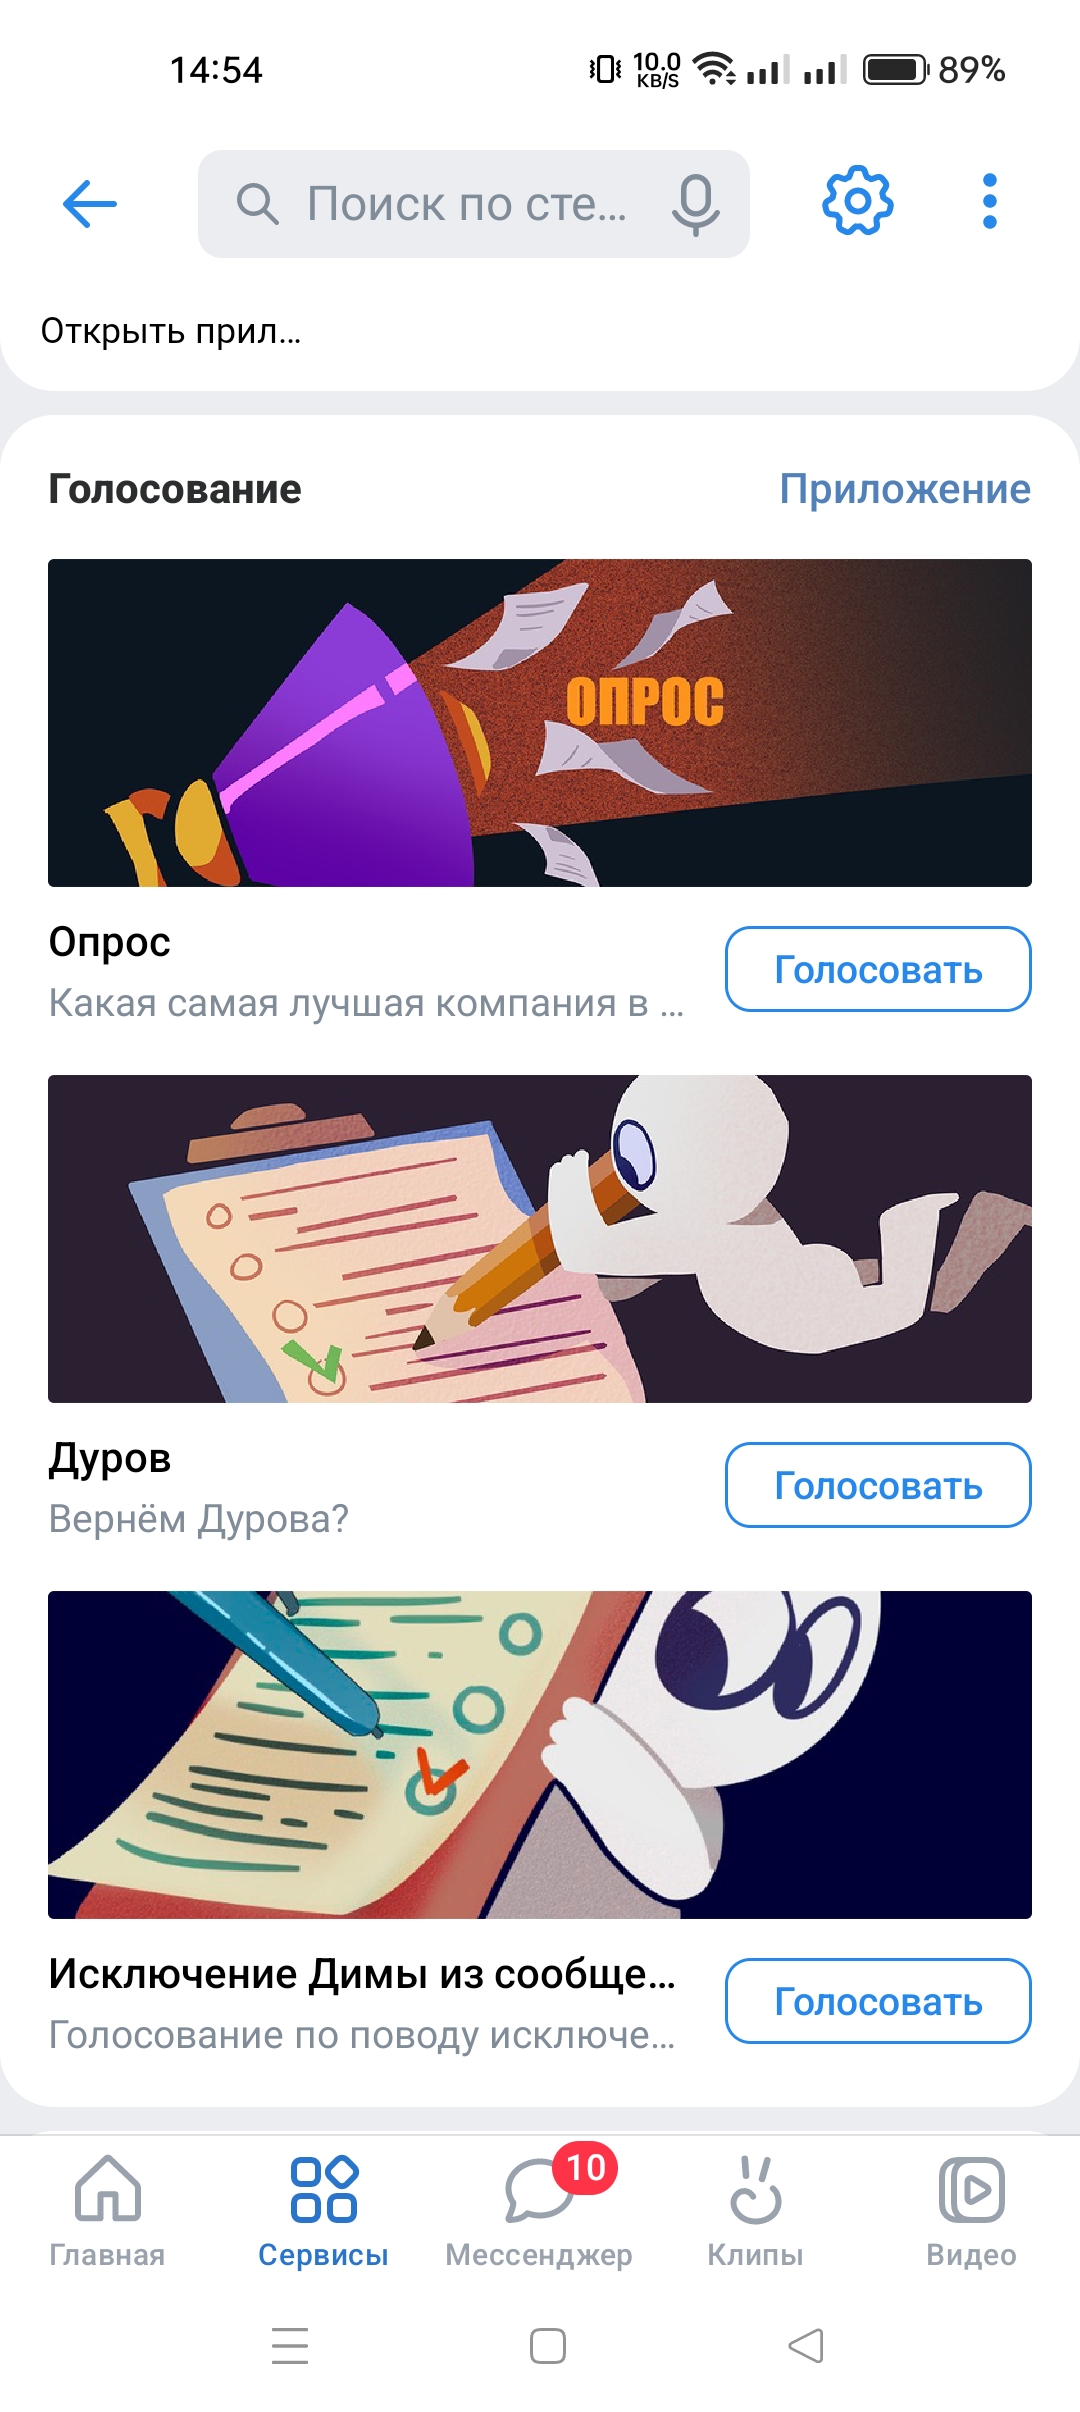 14:54
10.0
KB/S
89%
Поиск по сте...
Открыть прил...
Голосование
Приложение
ОПРОС
Опрос
Голосовать
Какая самая лучшая компания в ...
Дуров
Голосовать
Вернём Дурова?
Исключение Димы из сообще...
Голосовать
Голосование по поводу исключе...
10
Главная
Сервисы
Мессенджер
Клипы
Видео